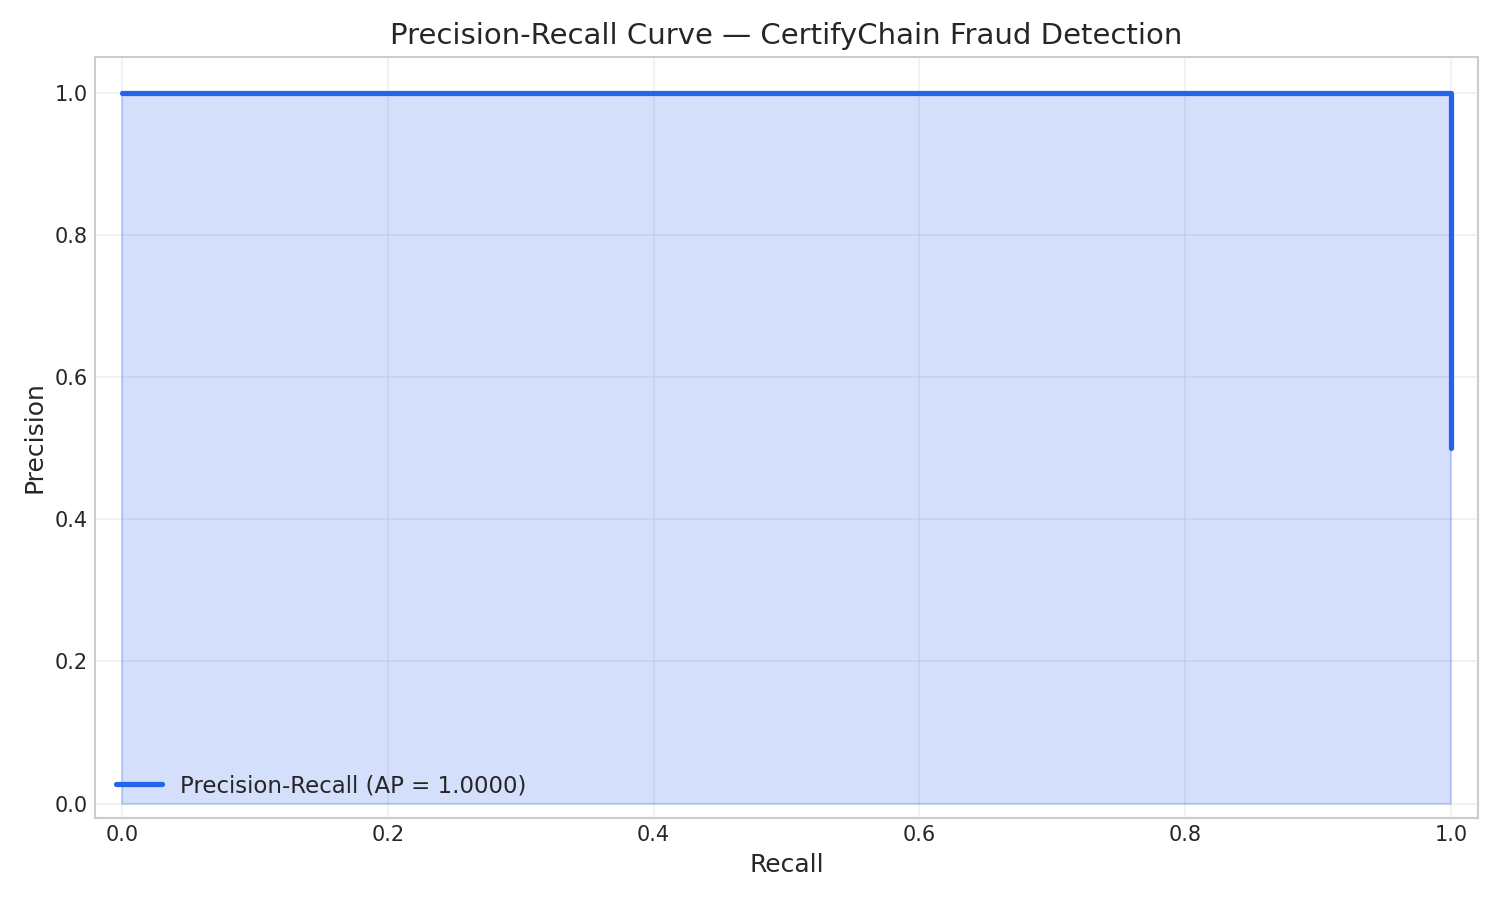 Precision-Recall Curve — CertifyChain Fraud Detection
1.0
0.8
0.6
0.4
0.2
0.0
Precision
Precision-Recall (AP = 1.0000)
0.0 0.2 0.4 0.6 0.8 1.0
Recall